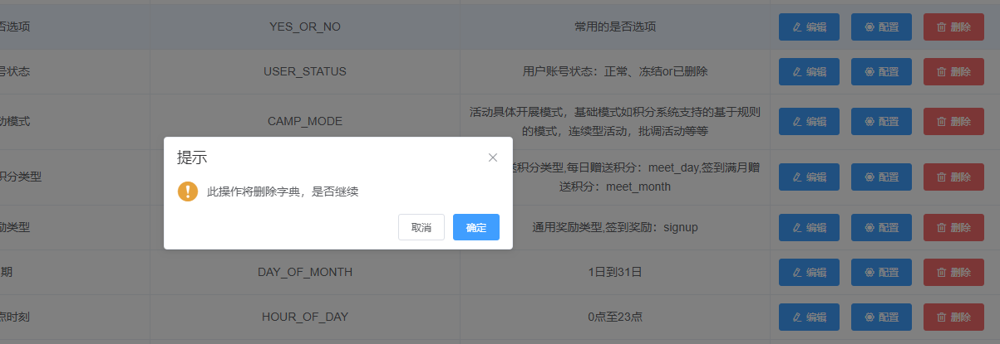 否选项 YES_OR_NO 常用的是否选项 编辑 配置 删除
号状态 USER_STATUS 用户账号状态：正常、冻结or已删除 编辑 配置 删除
动模式 CAMP_MODE 活动具体开展模式，基础模式如积分系统支持的基于规则 编辑 配置 删除
的模式，连续型活动，批调活动等等
提示
此操作将删除字典，是否继续
取消 确定
积分类型 送积分类型,每日赠送积分：meet_day,签到满月赠 编辑 配置 删除
送积分：meet_month
励类型 通用奖励类型,签到奖励：signup 编辑 配置 删除
期 DAY_OF_MONTH 1日到31日 编辑 配置 删除
点时刻 HOUR_OF_DAY 0点至23点 编辑 配置 删除